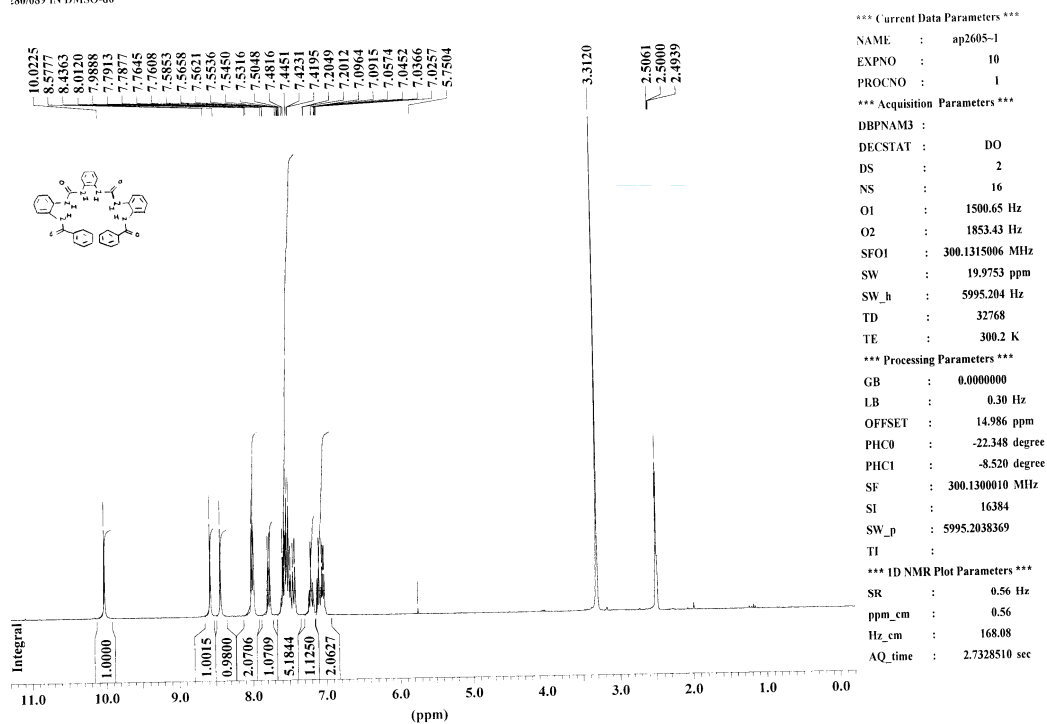 IN DMSO-d6
10.0225
8.5777
8.4363
8.0120
7.9888
7.7913
7.7877
7.7645
7.7608
7.5853
7.5658
7.5621
7.5536
7.5450
7.5316
7.5048
7.4816
7.4451
7.4231
7.4195
7.2049
7.2012
7.0964
7.0915
7.0574
7.0452
7.0366
7.0257
5.7504
3.3120
2.5061
2.5000
2.4939
O O
N N
H H
N N
H H
H H
N N
O O
Integral
1.0000
1.0015
0.9800
2.0706
1.0709
5.1844
1.1250
2.0627
11.0 10.0 9.0 8.0 7.0 6.0 5.0 4.0 3.0 2.0 1.0 0.0
(ppm)
*** Current Data Parameters ***
NAME : ap2605~1
EXPNO : 10
PROCNO : 1
*** Acquisition Parameters ***
DBPNAM3 :
DECSTAT : DO
DS : 2
NS : 16
O1 : 1500.65 Hz
O2 : 1853.43 Hz
SFO1 : 300.1315006 MHz
SW : 19.9753 ppm
SW_h : 5995.204 Hz
TD : 32768
TE : 300.2 K
*** Processing Parameters ***
GB : 0.0000000
LB : 0.30 Hz
OFFSET : 14.986 ppm
PHC0 : -22.348 degree
PHC1 : -8.520 degree
SF : 300.1300010 MHz
SI : 16384
SW_p : 5995.2038369
TI :
*** 1D NMR Plot Parameters ***
SR : 0.56 Hz
ppm_cm : 0.56
Hz_cm : 168.08
AQ_time : 2.7328510 sec